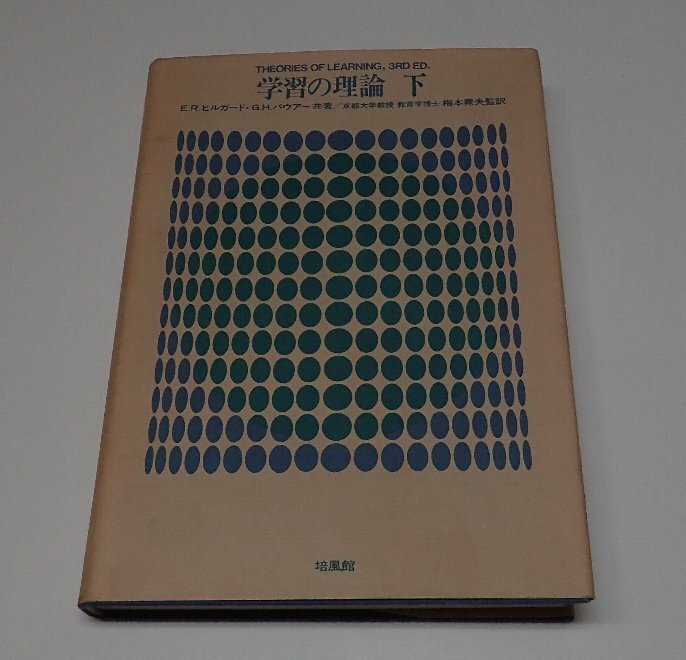 THEORIES OF LEARNING, 3RD ED.
学習の理論 下
E.R.ヒルガード・G.H.バウアー 共著／京都大学教授 教育学博士 梅本堯夫監訳
培風館